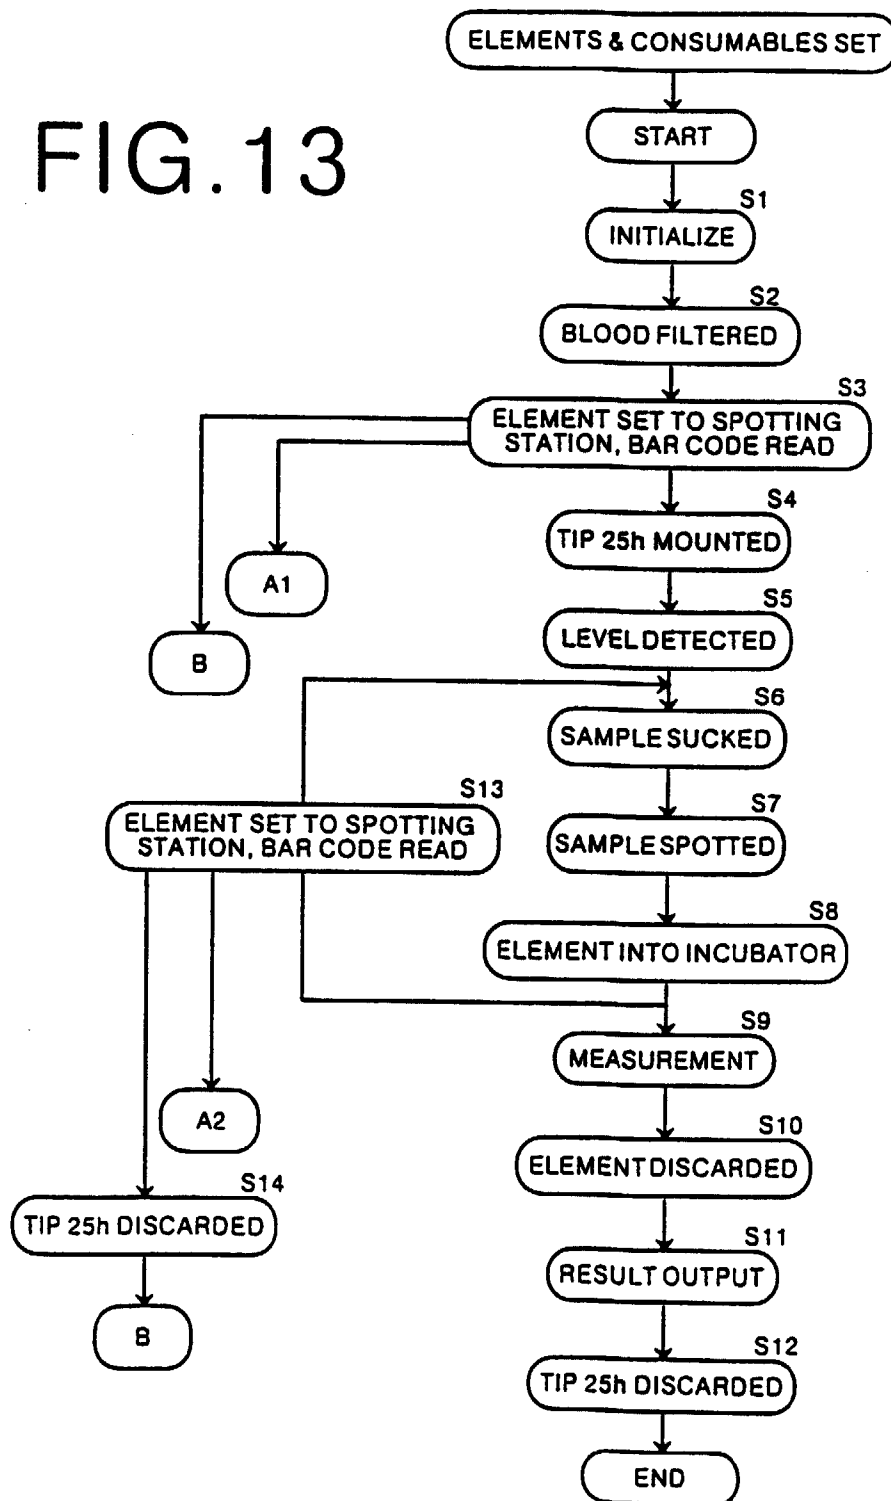 ELEMENTS & CONSUMABLES SET
FIG.13
START
S1
INITIALIZE
S2
BLOOD FILTERED
S3
ELEMENT SET TO SPOTTING
STATION, BAR CODE READ
S4
TIP 25h MOUNTED
A1
S5
LEVEL DETECTED
B
S6
SAMPLE SUCKED
S13
ELEMENT SET TO SPOTTING
STATION, BAR CODE READ
S7
SAMPLE SPOTTED
S8
ELEMENT INTO INCUBATOR
S9
MEASUREMENT
A2
S10
ELEMENT DISCARDED
S14
TIP 25h DISCARDED
S11
RESULT OUTPUT
B
S12
TIP 25h DISCARDED
END